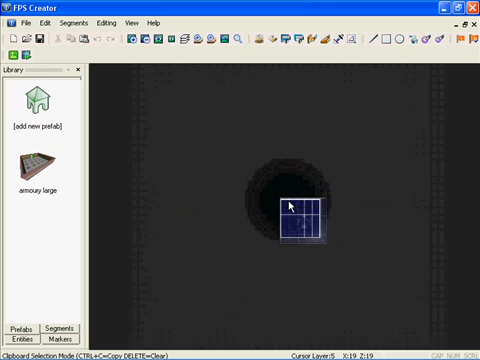 FPS Creator
File Edit Segments Editing View Help
Library
[add new prefab]
armoury large
Prefabs Segments
Entities Markers
Clipboard Selection Mode (CTRL+C=Copy DELETE=Clear) Cursor Layer:5 X:19 Z:19 CAP NUM SCRL